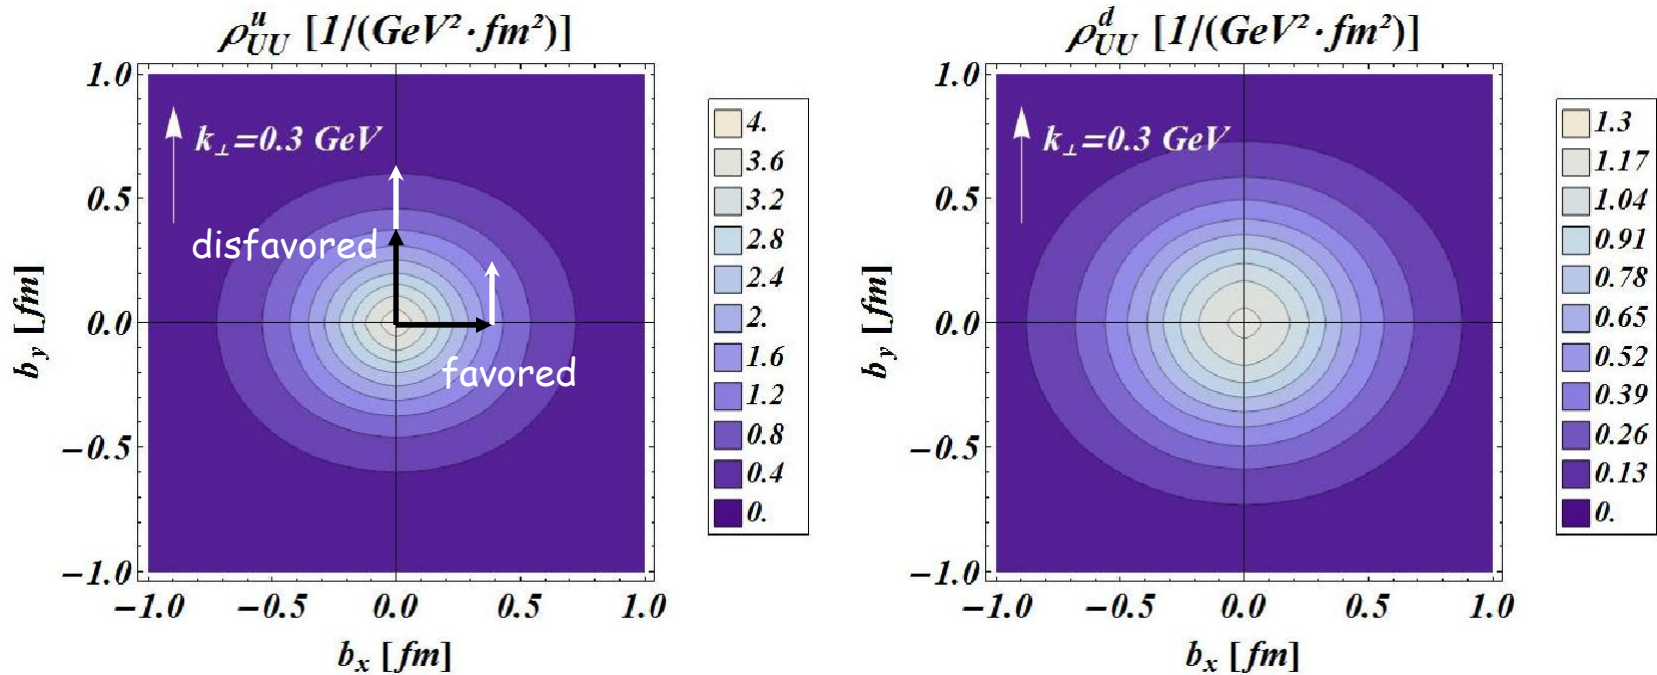 ρ_UU^u [1/(GeV²·fm²)]
1.0
0.5
0.0
−0.5
−1.0
b_y [fm]
k_⊥=0.3 GeV
disfavored
favored
−1.0 −0.5 0.0 0.5 1.0
b_x [fm]
4.
3.6
3.2
2.8
2.4
2.
1.6
1.2
0.8
0.4
0.
ρ_UU^d [1/(GeV²·fm²)]
1.0
0.5
0.0
−0.5
−1.0
b_y [fm]
k_⊥=0.3 GeV
−1.0 −0.5 0.0 0.5 1.0
b_x [fm]
1.3
1.17
1.04
0.91
0.78
0.65
0.52
0.39
0.26
0.13
0.